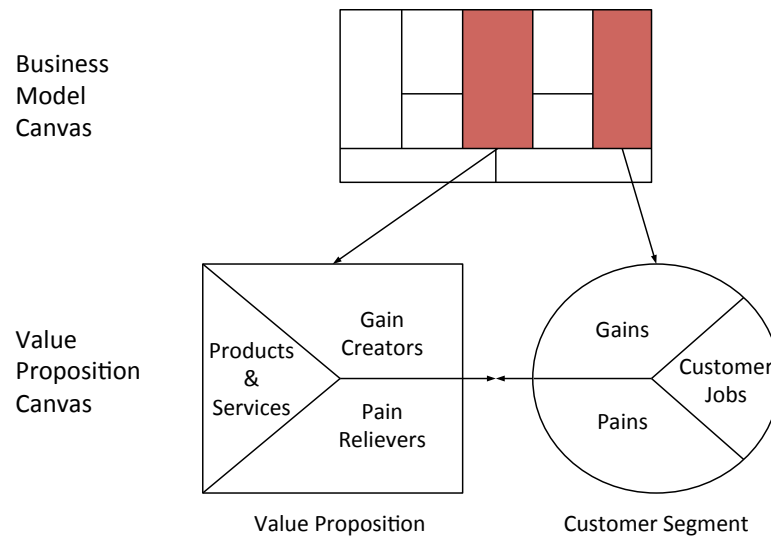 Business
Model
Canvas
Value
Proposition
Canvas
Products
&
Services
Gain
Creators
Pain
Relievers
Gains
Pains
Customer
Jobs
Value Proposition
Customer Segment